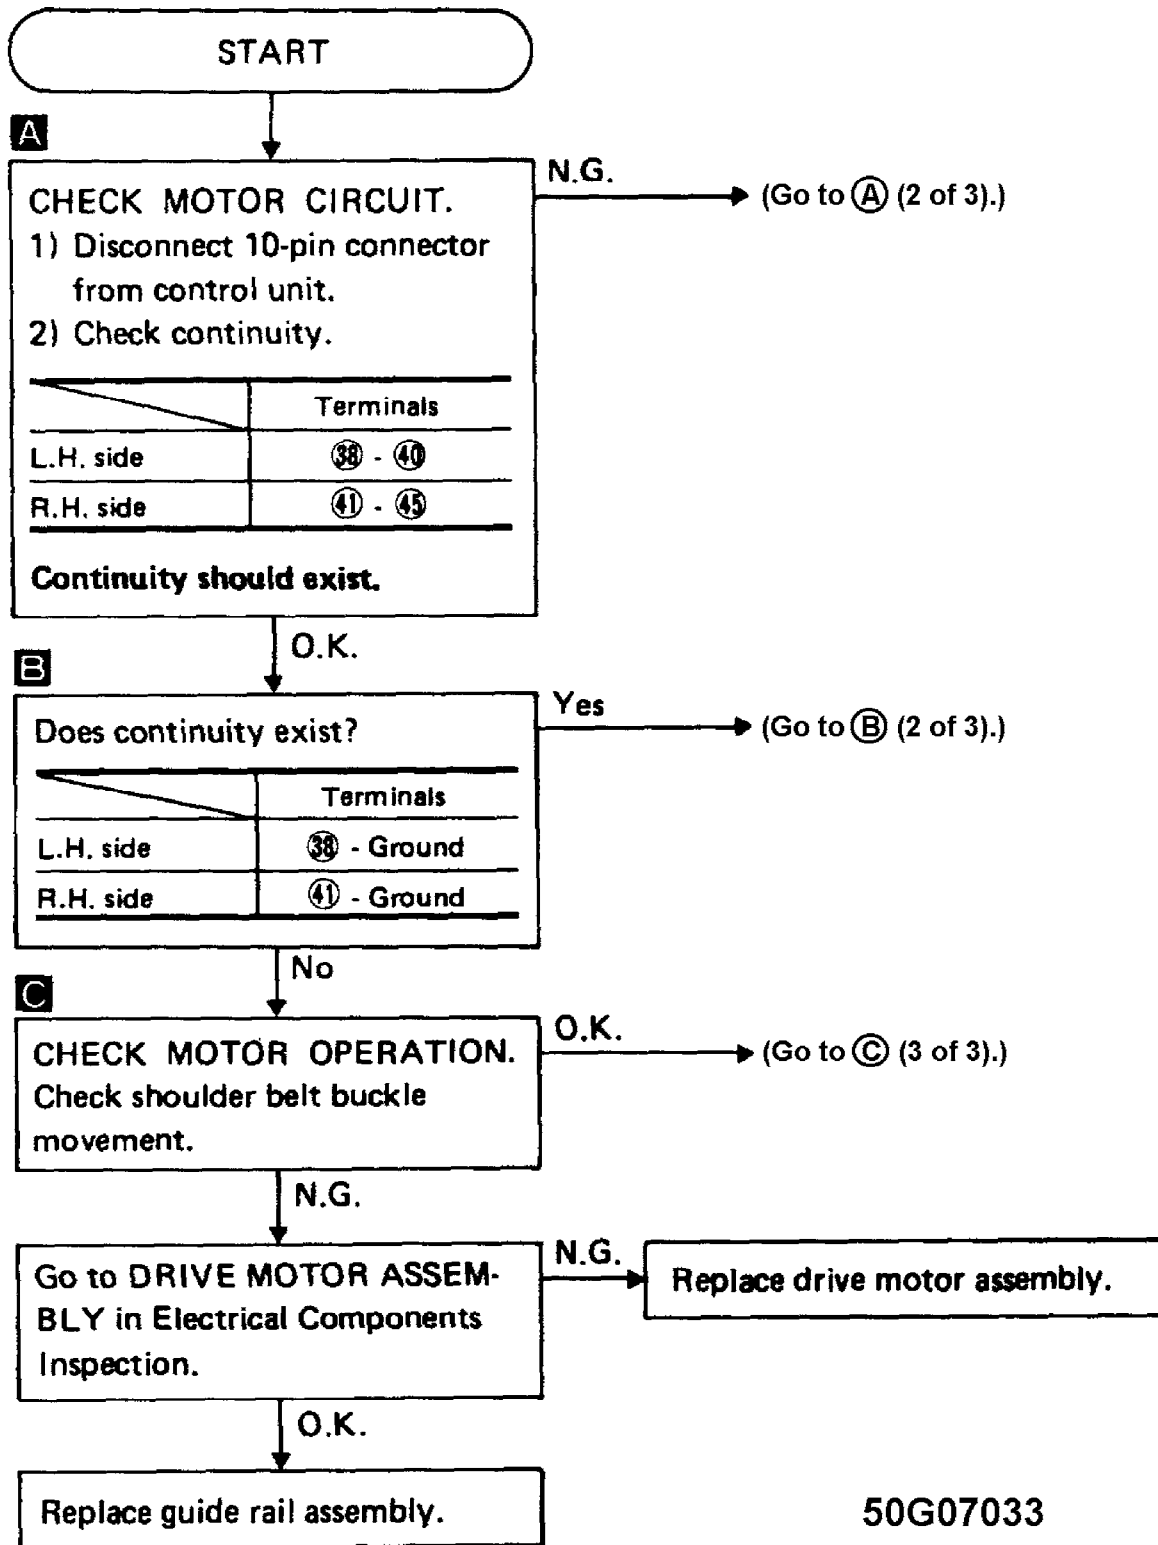 START
A
CHECK MOTOR CIRCUIT.
1) Disconnect 10-pin connector
from control unit.
2) Check continuity.
Terminals
L.H. side 38 - 40
R.H. side 41 - 45
Continuity should exist.
N.G.
(Go to A (2 of 3).)
O.K.
B
Does continuity exist?
Terminals
L.H. side 38 - Ground
R.H. side 41 - Ground
Yes
(Go to B (2 of 3).)
No
C
CHECK MOTOR OPERATION.
Check shoulder belt buckle
movement.
O.K.
(Go to C (3 of 3).)
N.G.
Go to DRIVE MOTOR ASSEM-
BLY in Electrical Components
Inspection.
N.G.
Replace drive motor assembly.
O.K.
Replace guide rail assembly.
50G07033